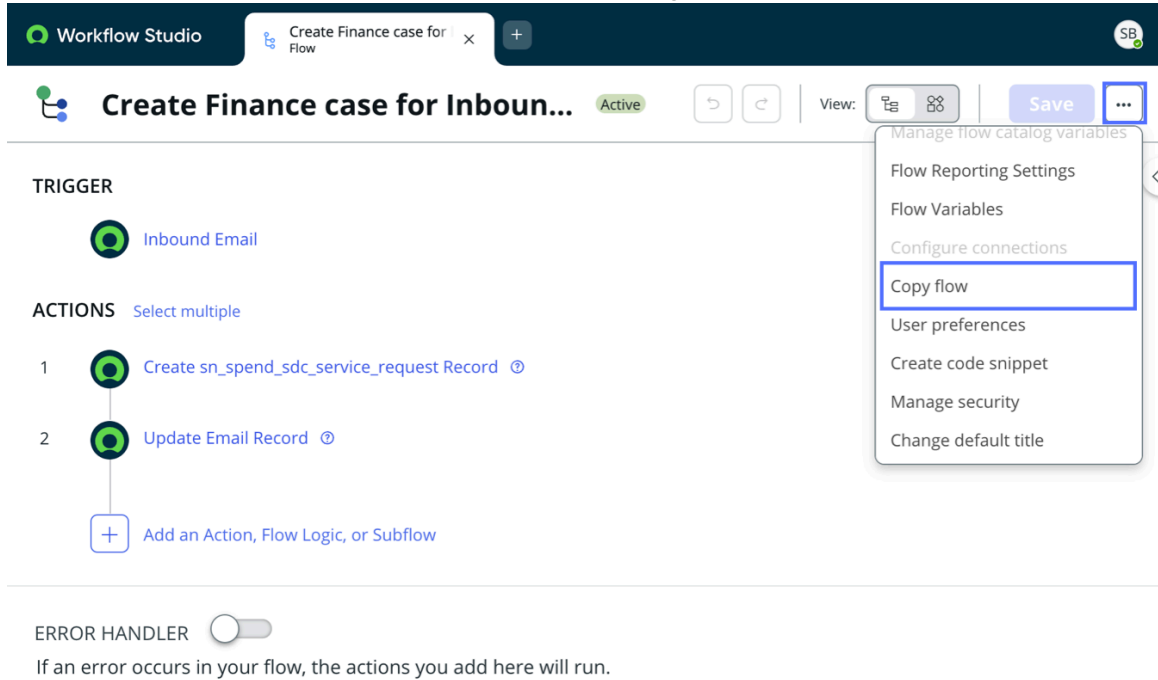 Workflow Studio
Create Finance case for
Flow
SB
Create Finance case for Inboun...
Active
View:
Save
Manage flow catalog variables
Flow Reporting Settings
Flow Variables
Configure connections
Copy flow
User preferences
Create code snippet
Manage security
Change default title
TRIGGER
Inbound Email
ACTIONS Select multiple
1 Create sn_spend_sdc_service_request Record
2 Update Email Record
Add an Action, Flow Logic, or Subflow
ERROR HANDLER
If an error occurs in your flow, the actions you add here will run.